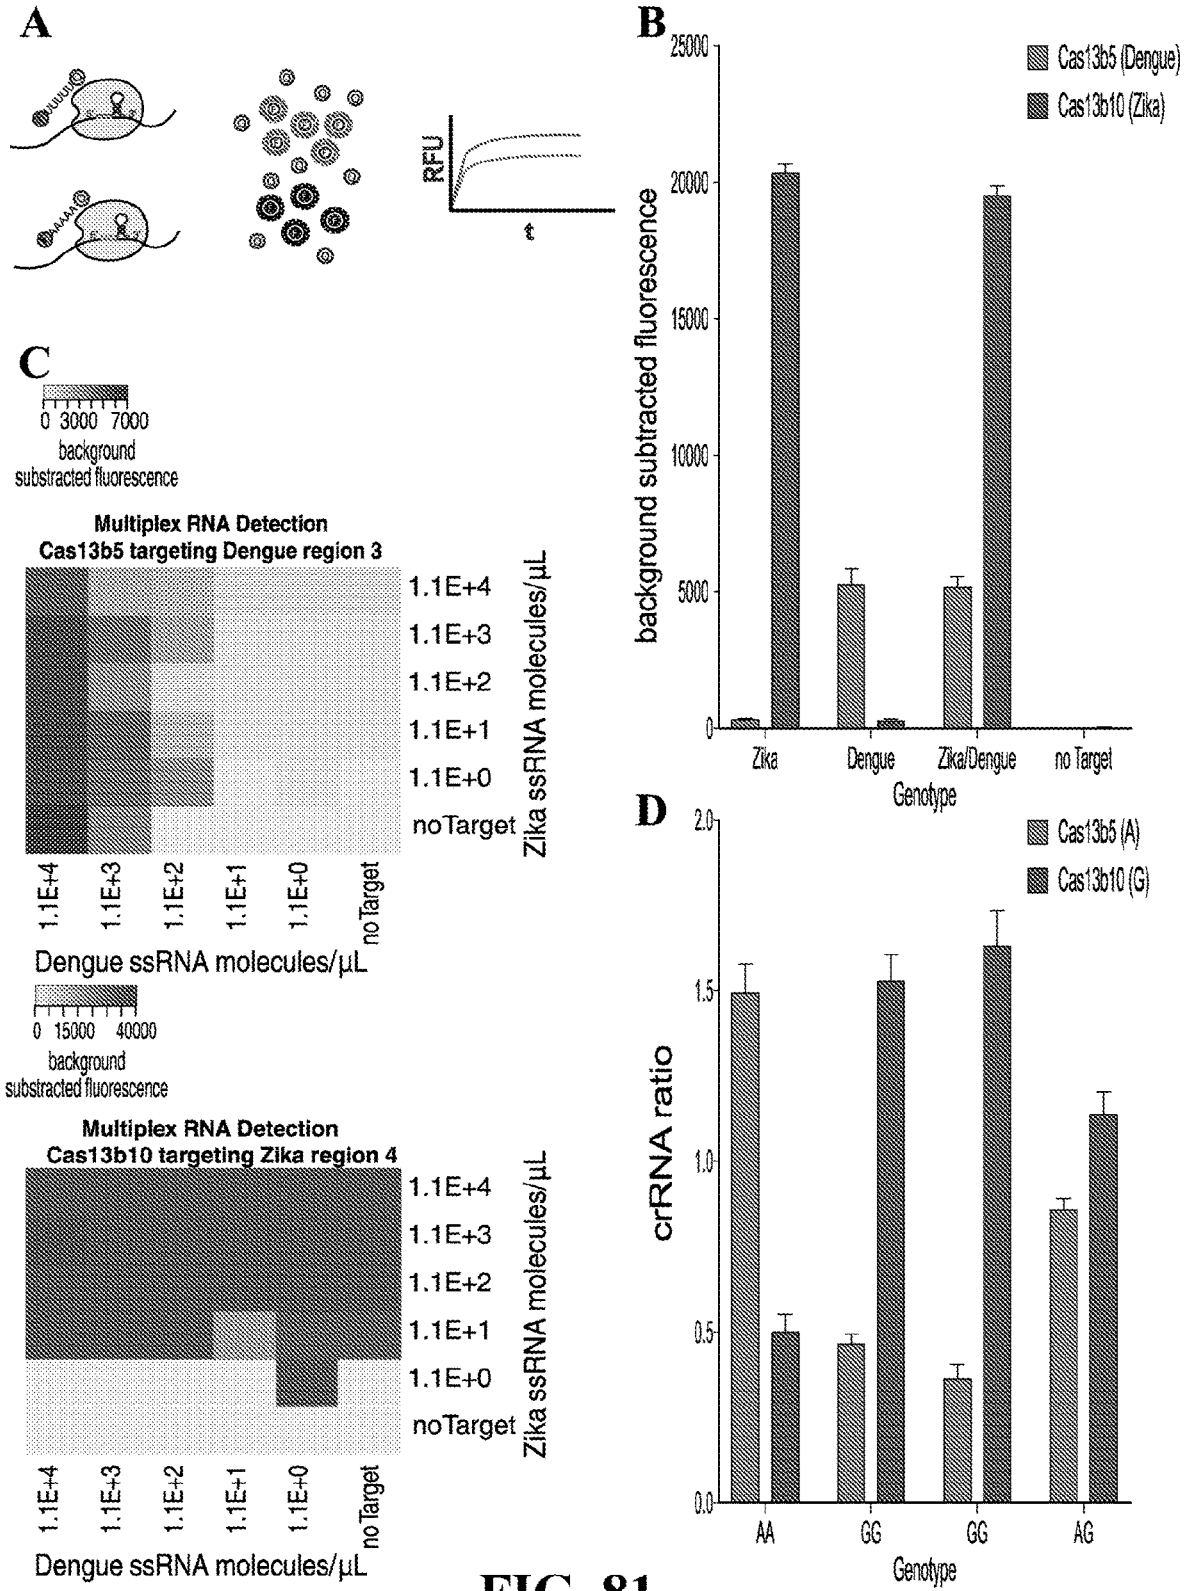 A
UUUUU
AAAAA
RFU
t
B
25000
20000
15000
10000
5000
0
background subtracted fluorescence
Cas13b5 (Dengue)
Cas13b10 (Zika)
Zika
Dengue
Zika/Dengue
no Target
Genotype
C
0 3000 7000
background
substracted fluorescence
Multiplex RNA Detection
Cas13b5 targeting Dengue region 3
1.1E+4
1.1E+3
1.1E+2
1.1E+1
1.1E+0
noTarget
Zika ssRNA molecules/µL
1.1E+4
1.1E+3
1.1E+2
1.1E+1
1.1E+0
noTarget
Dengue ssRNA molecules/µL
0 15000 40000
background
substracted fluorescence
Multiplex RNA Detection
Cas13b10 targeting Zika region 4
1.1E+4
1.1E+3
1.1E+2
1.1E+1
1.1E+0
noTarget
Zika ssRNA molecules/µL
1.1E+4
1.1E+3
1.1E+2
1.1E+1
1.1E+0
noTarget
Dengue ssRNA molecules/µL
D
2.0
1.5
1.0
0.5
0.0
crRNA ratio
Cas13b5 (A)
Cas13b10 (G)
AA
GG
GG
AG
Genotype
FIG. 81